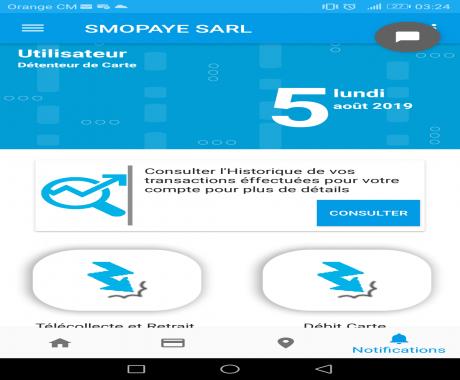 Orange CM 27% 03:24
SMOPAYE SARL
Utilisateur
Détenteur de Carte
5 lundi
août 2019
Consulter l'Historique de vos
transactions éffectuées pour votre
compte pour plus de détails
CONSULTER
Télécollecte et Retrait
Débit Carte
Notifications